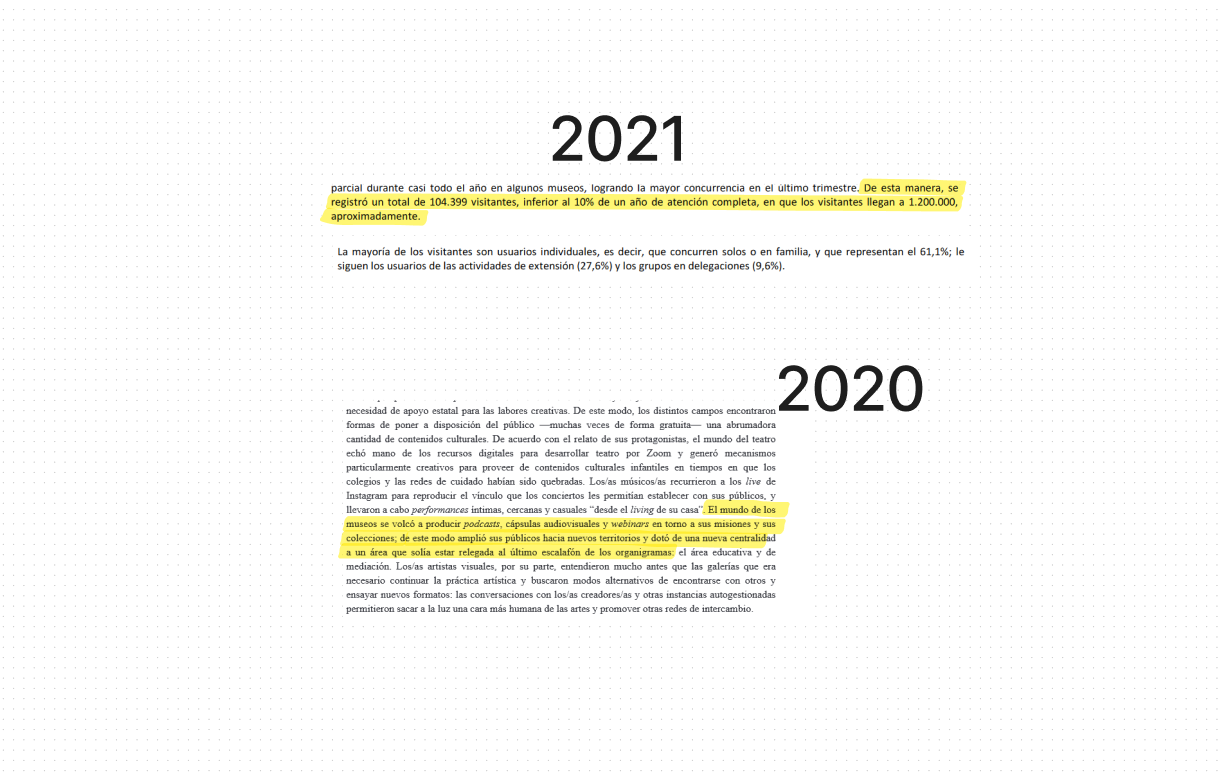 2021
parcial durante casi todo el año en algunos museos, logrando la mayor concurrencia en el último trimestre. De esta manera, se
registró un total de 104.399 visitantes, inferior al 10% de un año de atención completa, en que los visitantes llegan a 1.200.000,
aproximadamente.
La mayoría de los visitantes son usuarios individuales, es decir, que concurren solos o en familia, y que representan el 61,1%; le
siguen los usuarios de las actividades de extensión (27,6%) y los grupos en delegaciones (9,6%).
2020
necesidad de apoyo estatal para las labores creativas. De este modo, los distintos campos encontraron
formas de poner a disposición del público —muchas veces de forma gratuita— una abrumadora
cantidad de contenidos culturales. De acuerdo con el relato de sus protagonistas, el mundo del teatro
echó mano de los recursos digitales para desarrollar teatro por Zoom y generó mecanismos
particularmente creativos para proveer de contenidos culturales infantiles en tiempos en que los
colegios y las redes de cuidado habían sido quebradas. Los/as músicos/as recurrieron a los live de
Instagram para reproducir el vínculo que los conciertos les permitían establecer con sus públicos, y
llevaron a cabo performances íntimas, cercanas y casuales “desde el living de su casa”. El mundo de los
museos se volcó a producir podcasts, cápsulas audiovisuales y webinars en torno a sus misiones y sus
colecciones; de este modo amplió sus públicos hacia nuevos territorios y dotó de una nueva centralidad
a un área que solía estar relegada al último escalafón de los organigramas: el área educativa y de
mediación. Los/as artistas visuales, por su parte, entendieron mucho antes que las galerías que era
necesario continuar la práctica artística y buscaron modos alternativos de encontrarse con otros y
ensayar nuevos formatos: las conversaciones con los/as creadores/as y otras instancias autogestionadas
permitieron sacar a la luz una cara más humana de las artes y promover otras redes de intercambio.